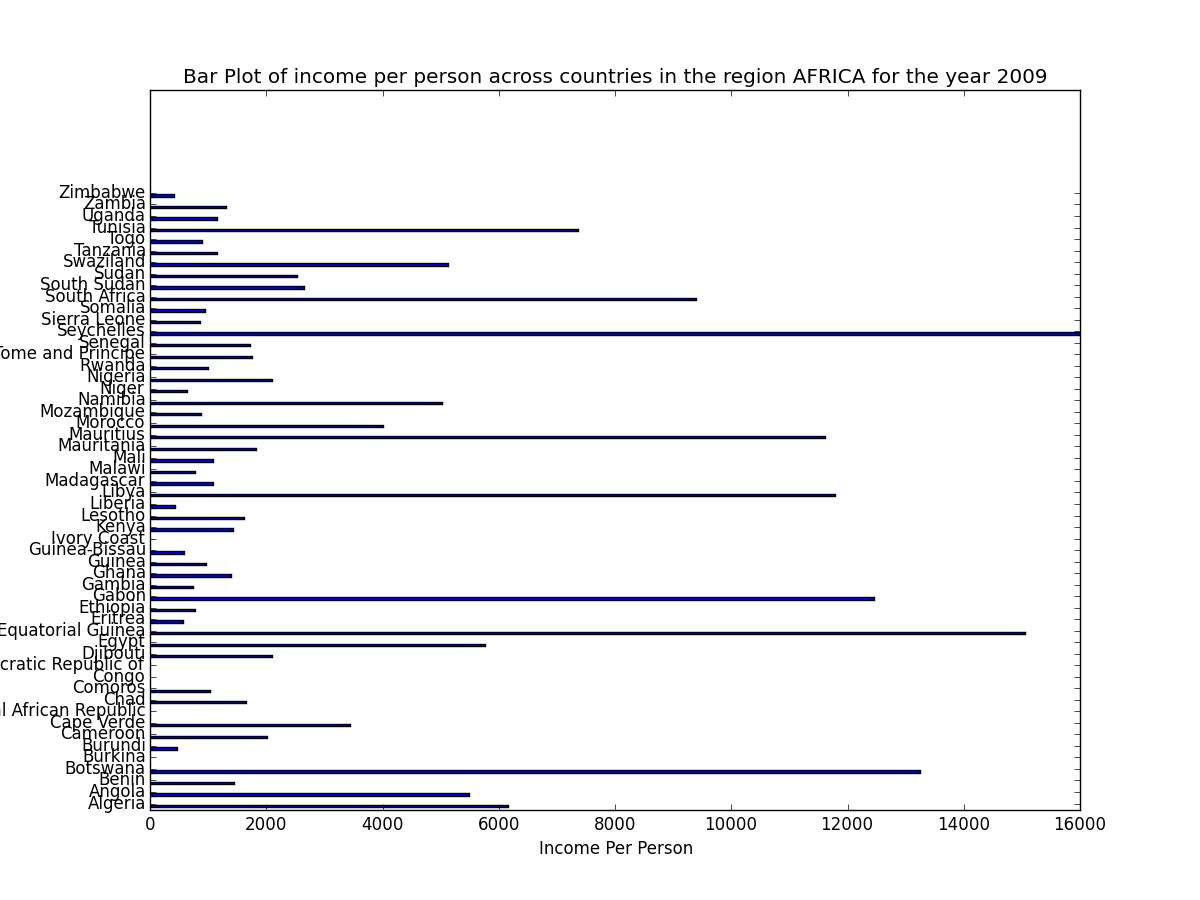 Bar Plot of income per person across countries in the region AFRICA for the year 2009
Zimbabwe
Zambia
Uganda
Tunisia
Togo
Tanzania
Swaziland
Sudan
South Sudan
South Africa
Somalia
Sierra Leone
Seychelles
Senegal
Tome and Principe
Rwanda
Nigeria
Niger
Namibia
Mozambique
Morocco
Mauritius
Mauritania
Mali
Malawi
Madagascar
Libya
Liberia
Lesotho
Kenya
Ivory Coast
Guinea-Bissau
Guinea
Ghana
Gambia
Gabon
Ethiopia
Eritrea
Equatorial Guinea
Egypt
Djibouti
cratic Republic of
Congo
Comoros
Chad
l African Republic
Cape Verde
Cameroon
Burundi
Burkina
Botswana
Benin
Angola
Algeria
0 2000 4000 6000 8000 10000 12000 14000 16000
Income Per Person